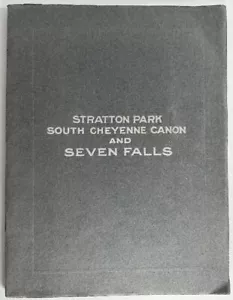 STRATTON PARK
SOUTH CHEYENNE CANON
AND
SEVEN FALLS